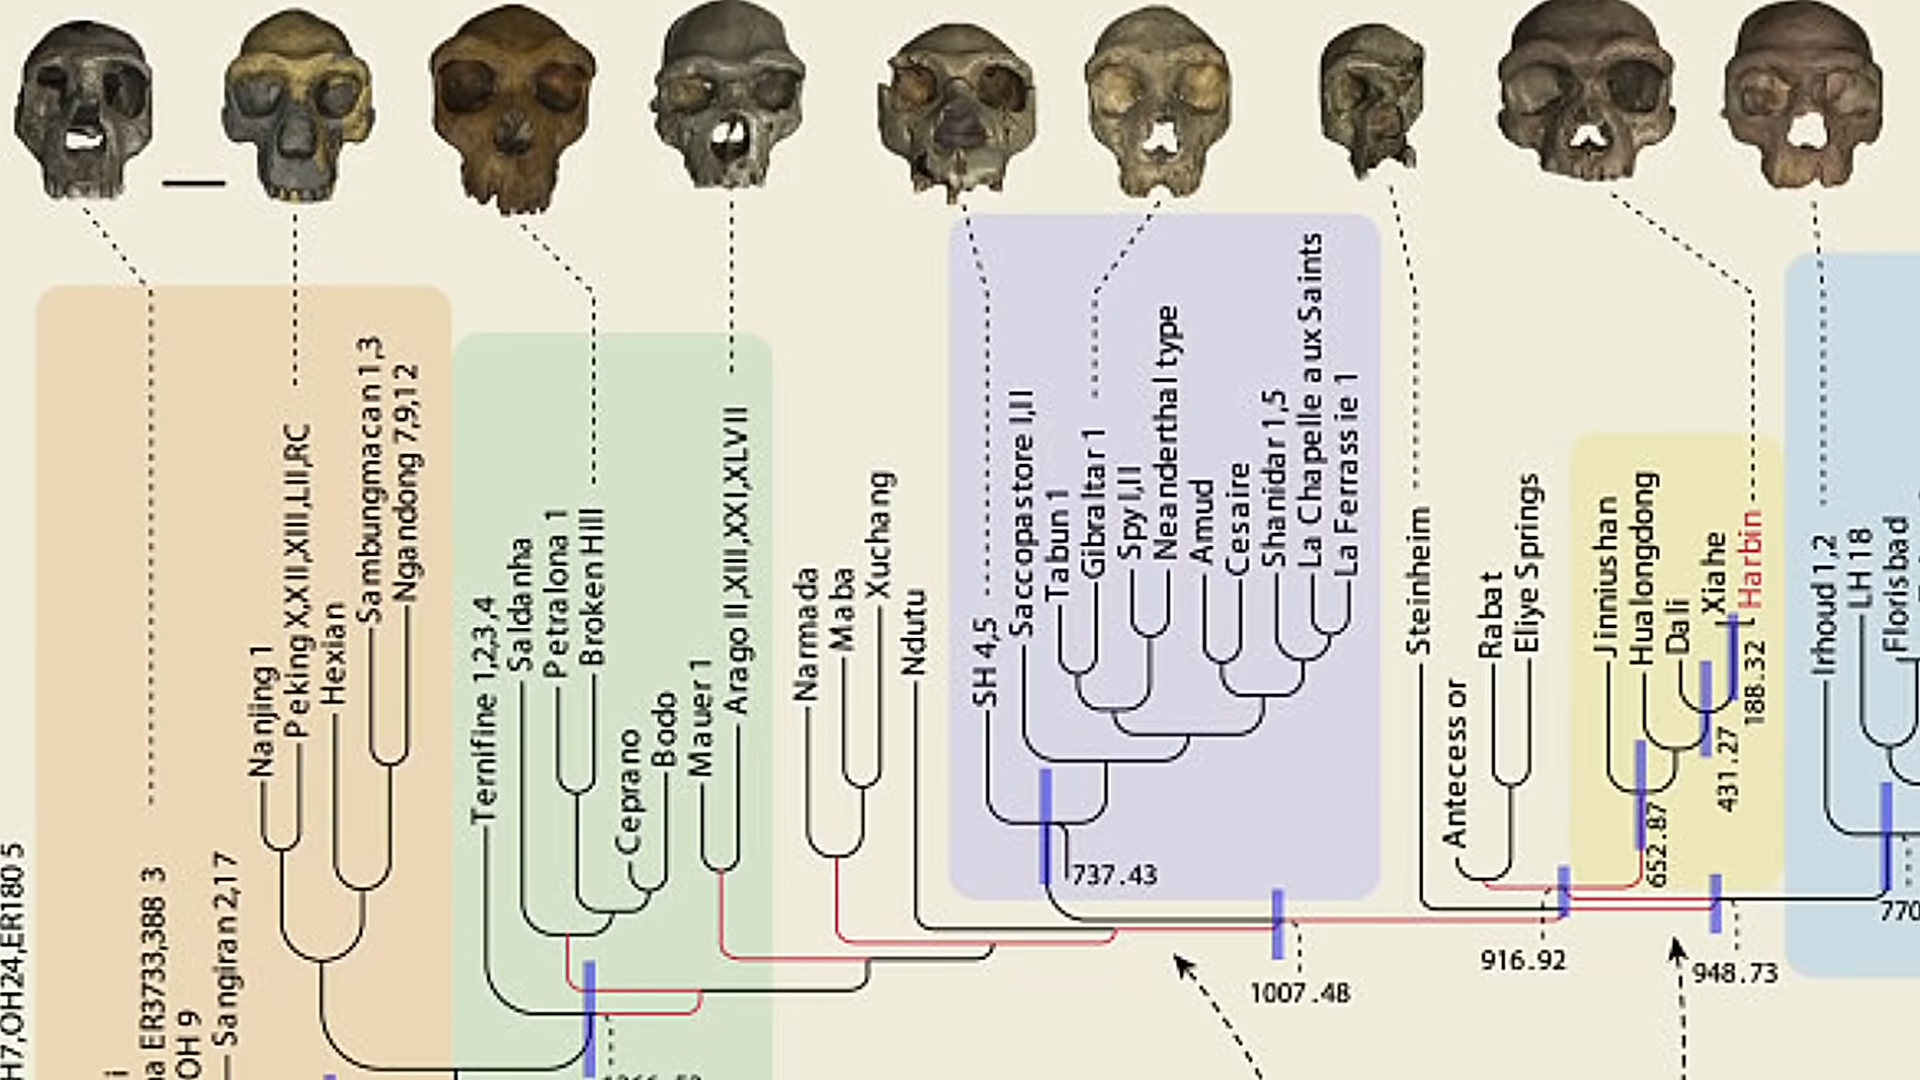 H7,OH24,ER1805
ER3733,3883
OH 9
Sangiran 2,17
Nanjing 1
Peking X,XII,XIII,LII,RC
Hexian
Sambungmacan 1,3
Ngandong 7,9,12
Ternifine 1,2,3,4
Saldanha
Petralona 1
Broken Hill
Ceprano
Bodo
Mauer 1
Arago II,XIII,XXI,XLVII
Narmada
Maba
Xuchang
Ndutu
SH 4,5
Saccopastore I,II
Tabun 1
Gibraltar 1
Spy I,II
Neanderthal type
Amud
Cesaire
Shanidar 1,5
La Chapelle aux Saints
La Ferrassie 1
Steinheim
Antecessor
Rabat
Eliye Springs
Jinniushan
Hualongdong
Dali
Xiahe
Harbin
Irhoud 1,2
LH 18
Florisbad
737.43
1007.48
916.92
948.73
652.87
431.27
188.32
770